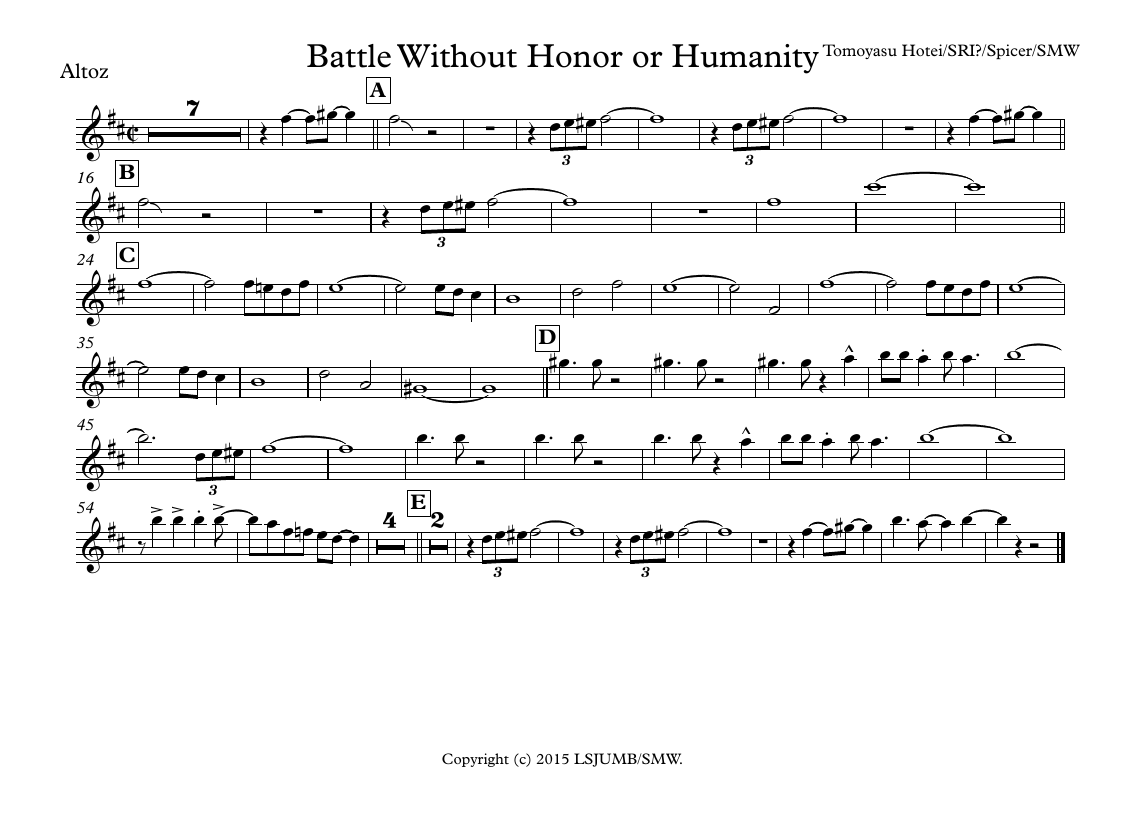 Battle Without Honor or Humanity
Tomoyasu Hotei/SRI?/Spicer/SMW
Altoz
A
7
3
3
16
B
3
24
C
35
D
45
3
54
4
E
2
3
3
Copyright (c) 2015 LSJUMB/SMW.